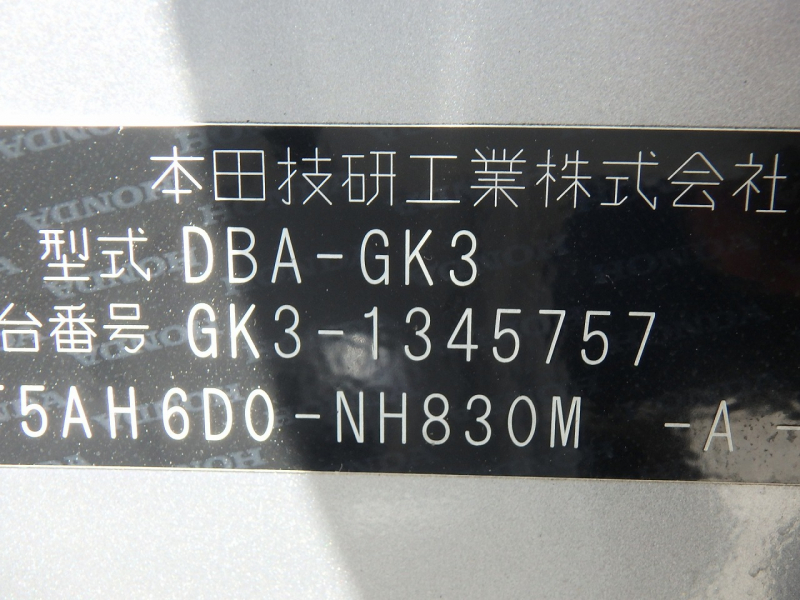 本田技研工業株式会社
型式 DBA-GK3
台番号 GK3-1345757
5AH6D0-NH830M -A -